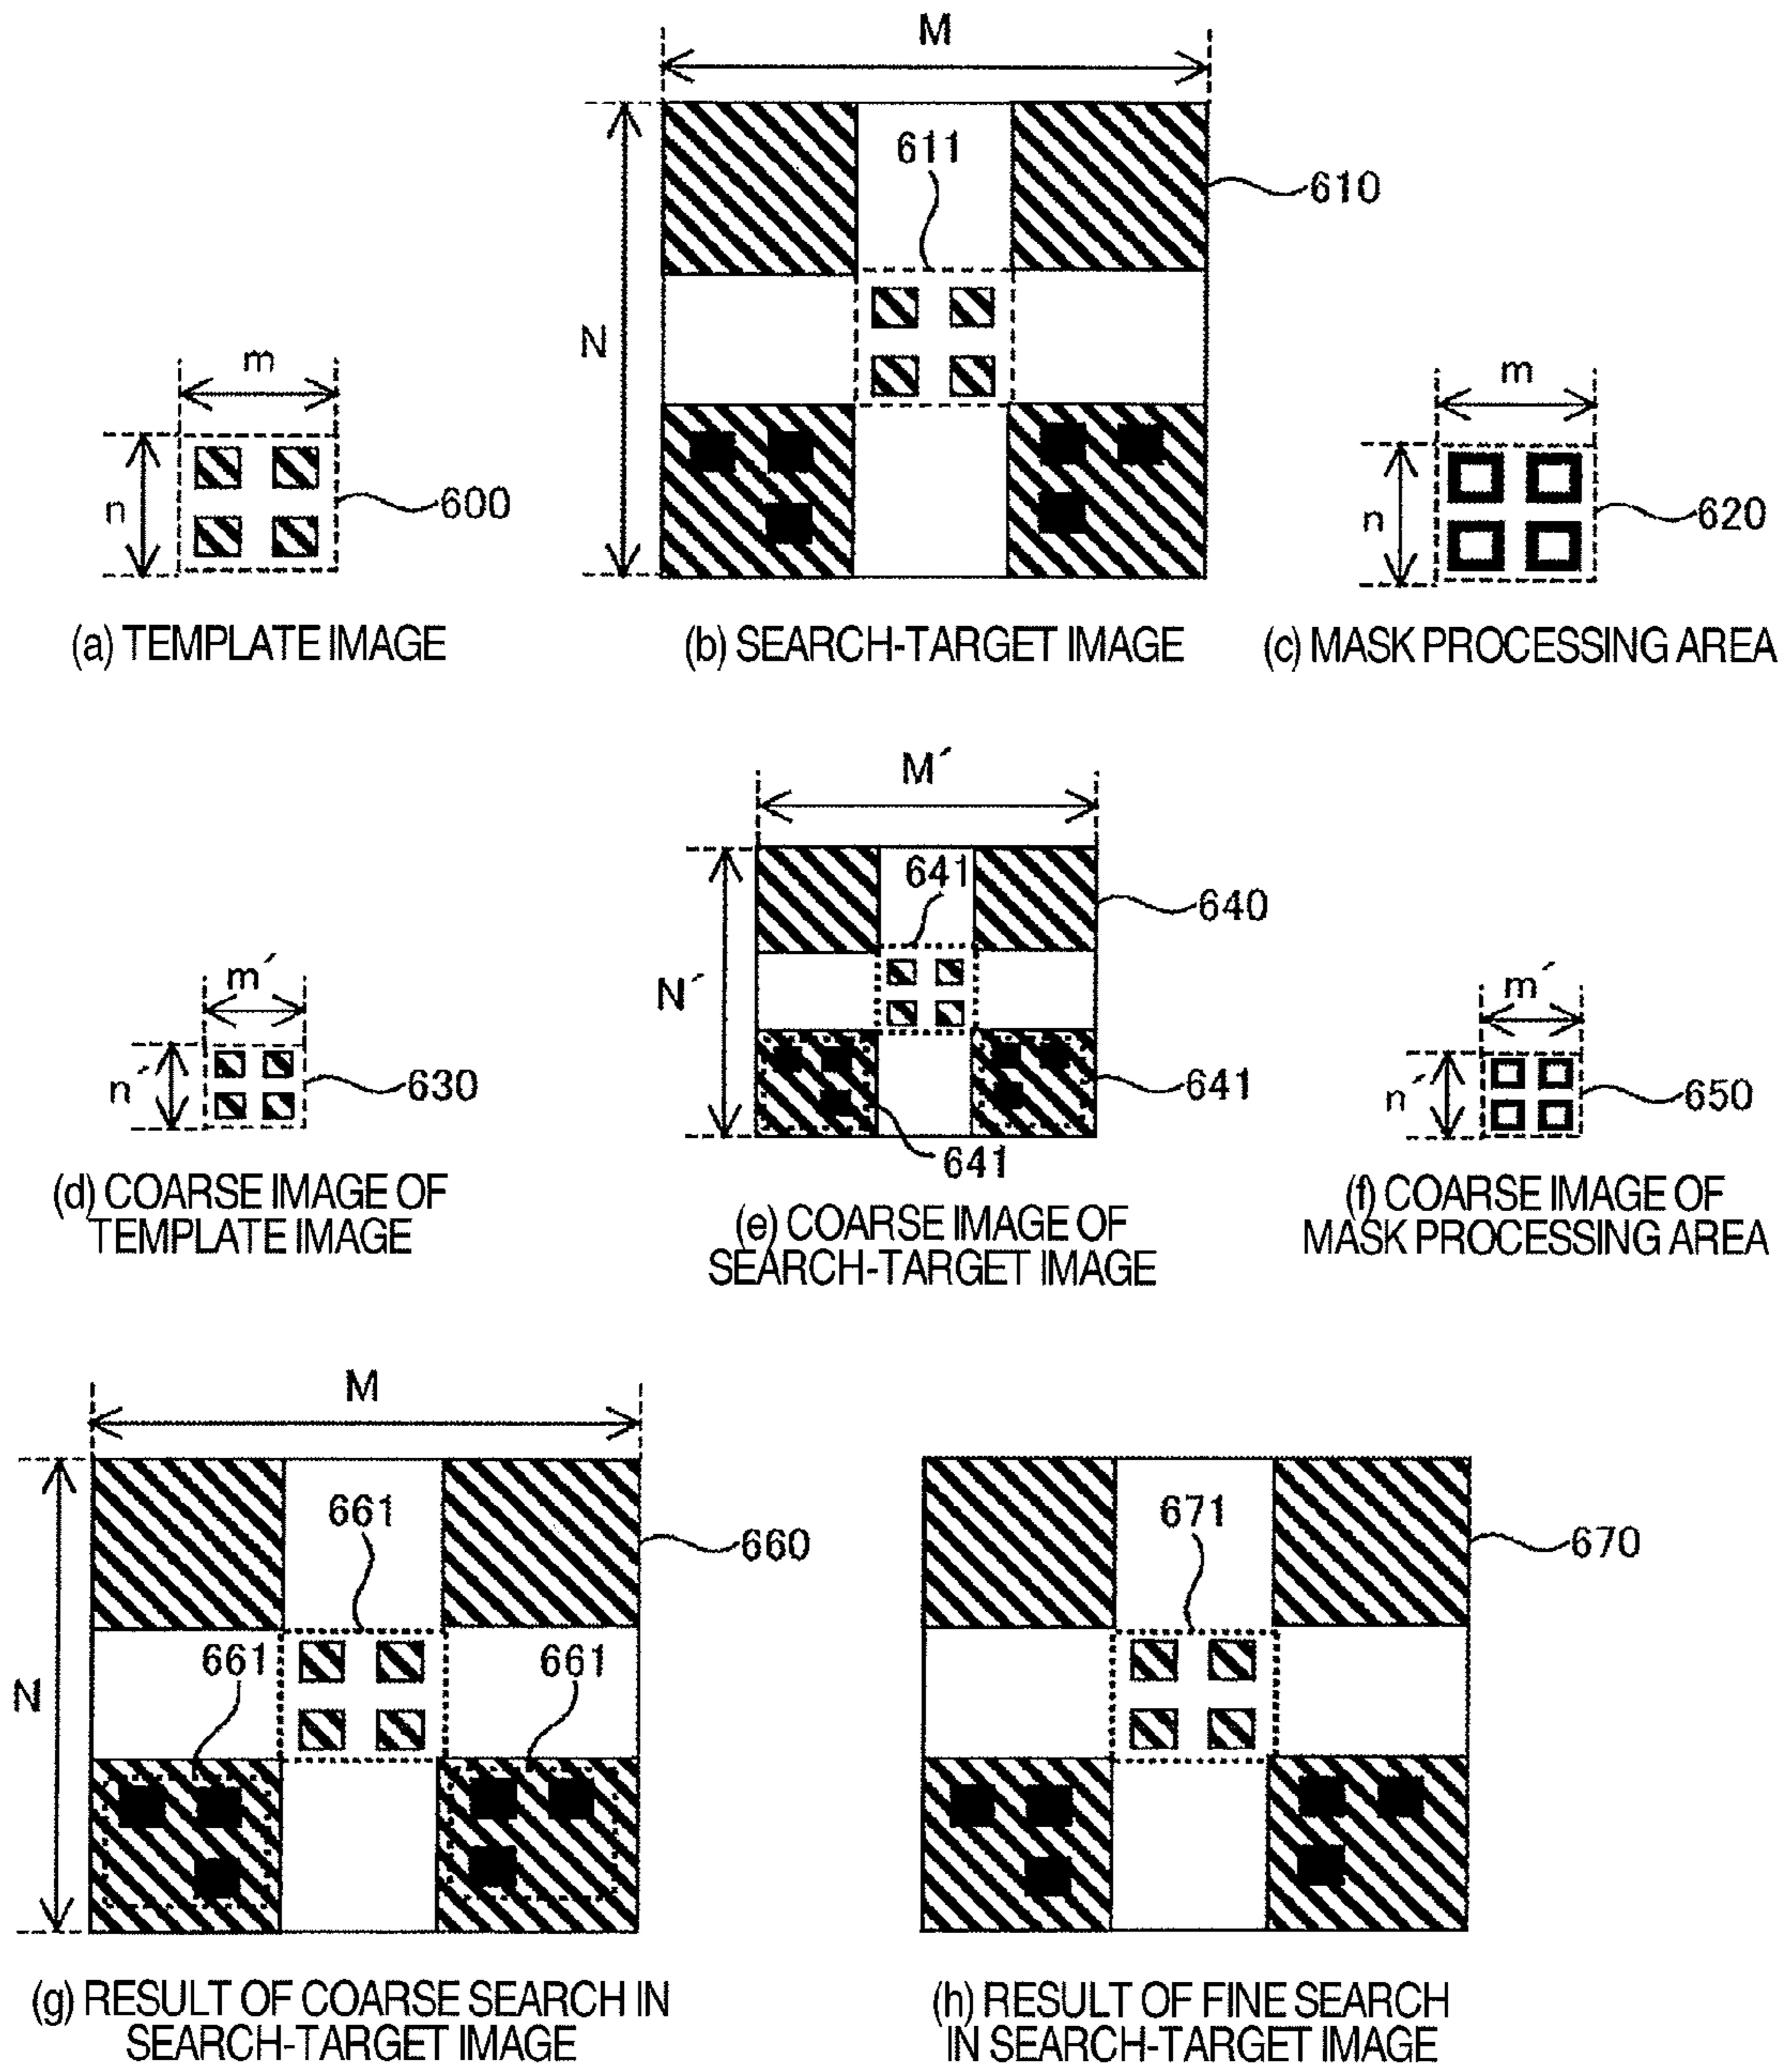 M
611
610
N
m
n
600
m
n
620
(a) TEMPLATE IMAGE
(b) SEARCH-TARGET IMAGE
(c) MASK PROCESSING AREA
M´
641
640
N´
m´
n´
630
641
641
m´
n´
650
(d) COARSE IMAGE OF
TEMPLATE IMAGE
(e) COARSE IMAGE OF
SEARCH-TARGET IMAGE
(f) COARSE IMAGE OF
MASK PROCESSING AREA
M
661
660
661
661
N
671
670
(g) RESULT OF COARSE SEARCH IN
SEARCH-TARGET IMAGE
(h) RESULT OF FINE SEARCH
IN SEARCH-TARGET IMAGE